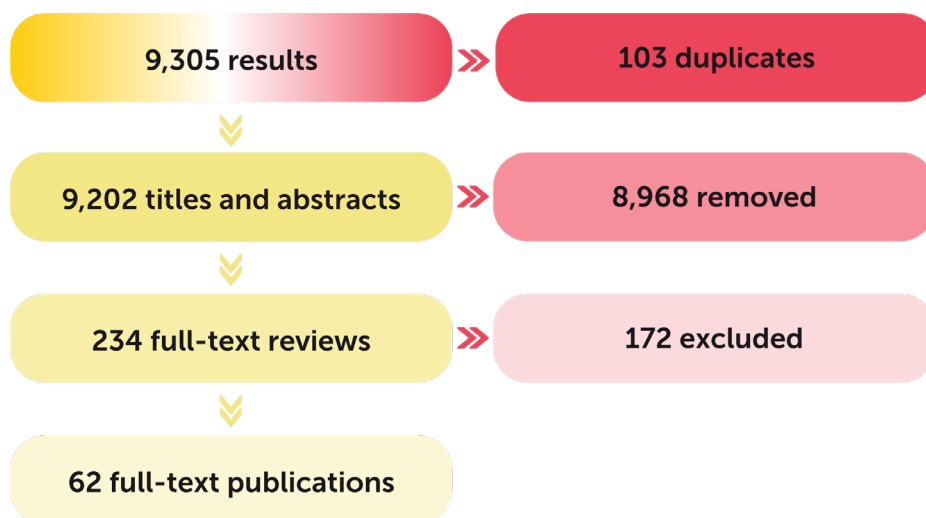 9,305 results
103 duplicates
9,202 titles and abstracts
8,968 removed
234 full-text reviews
172 excluded
62 full-text publications